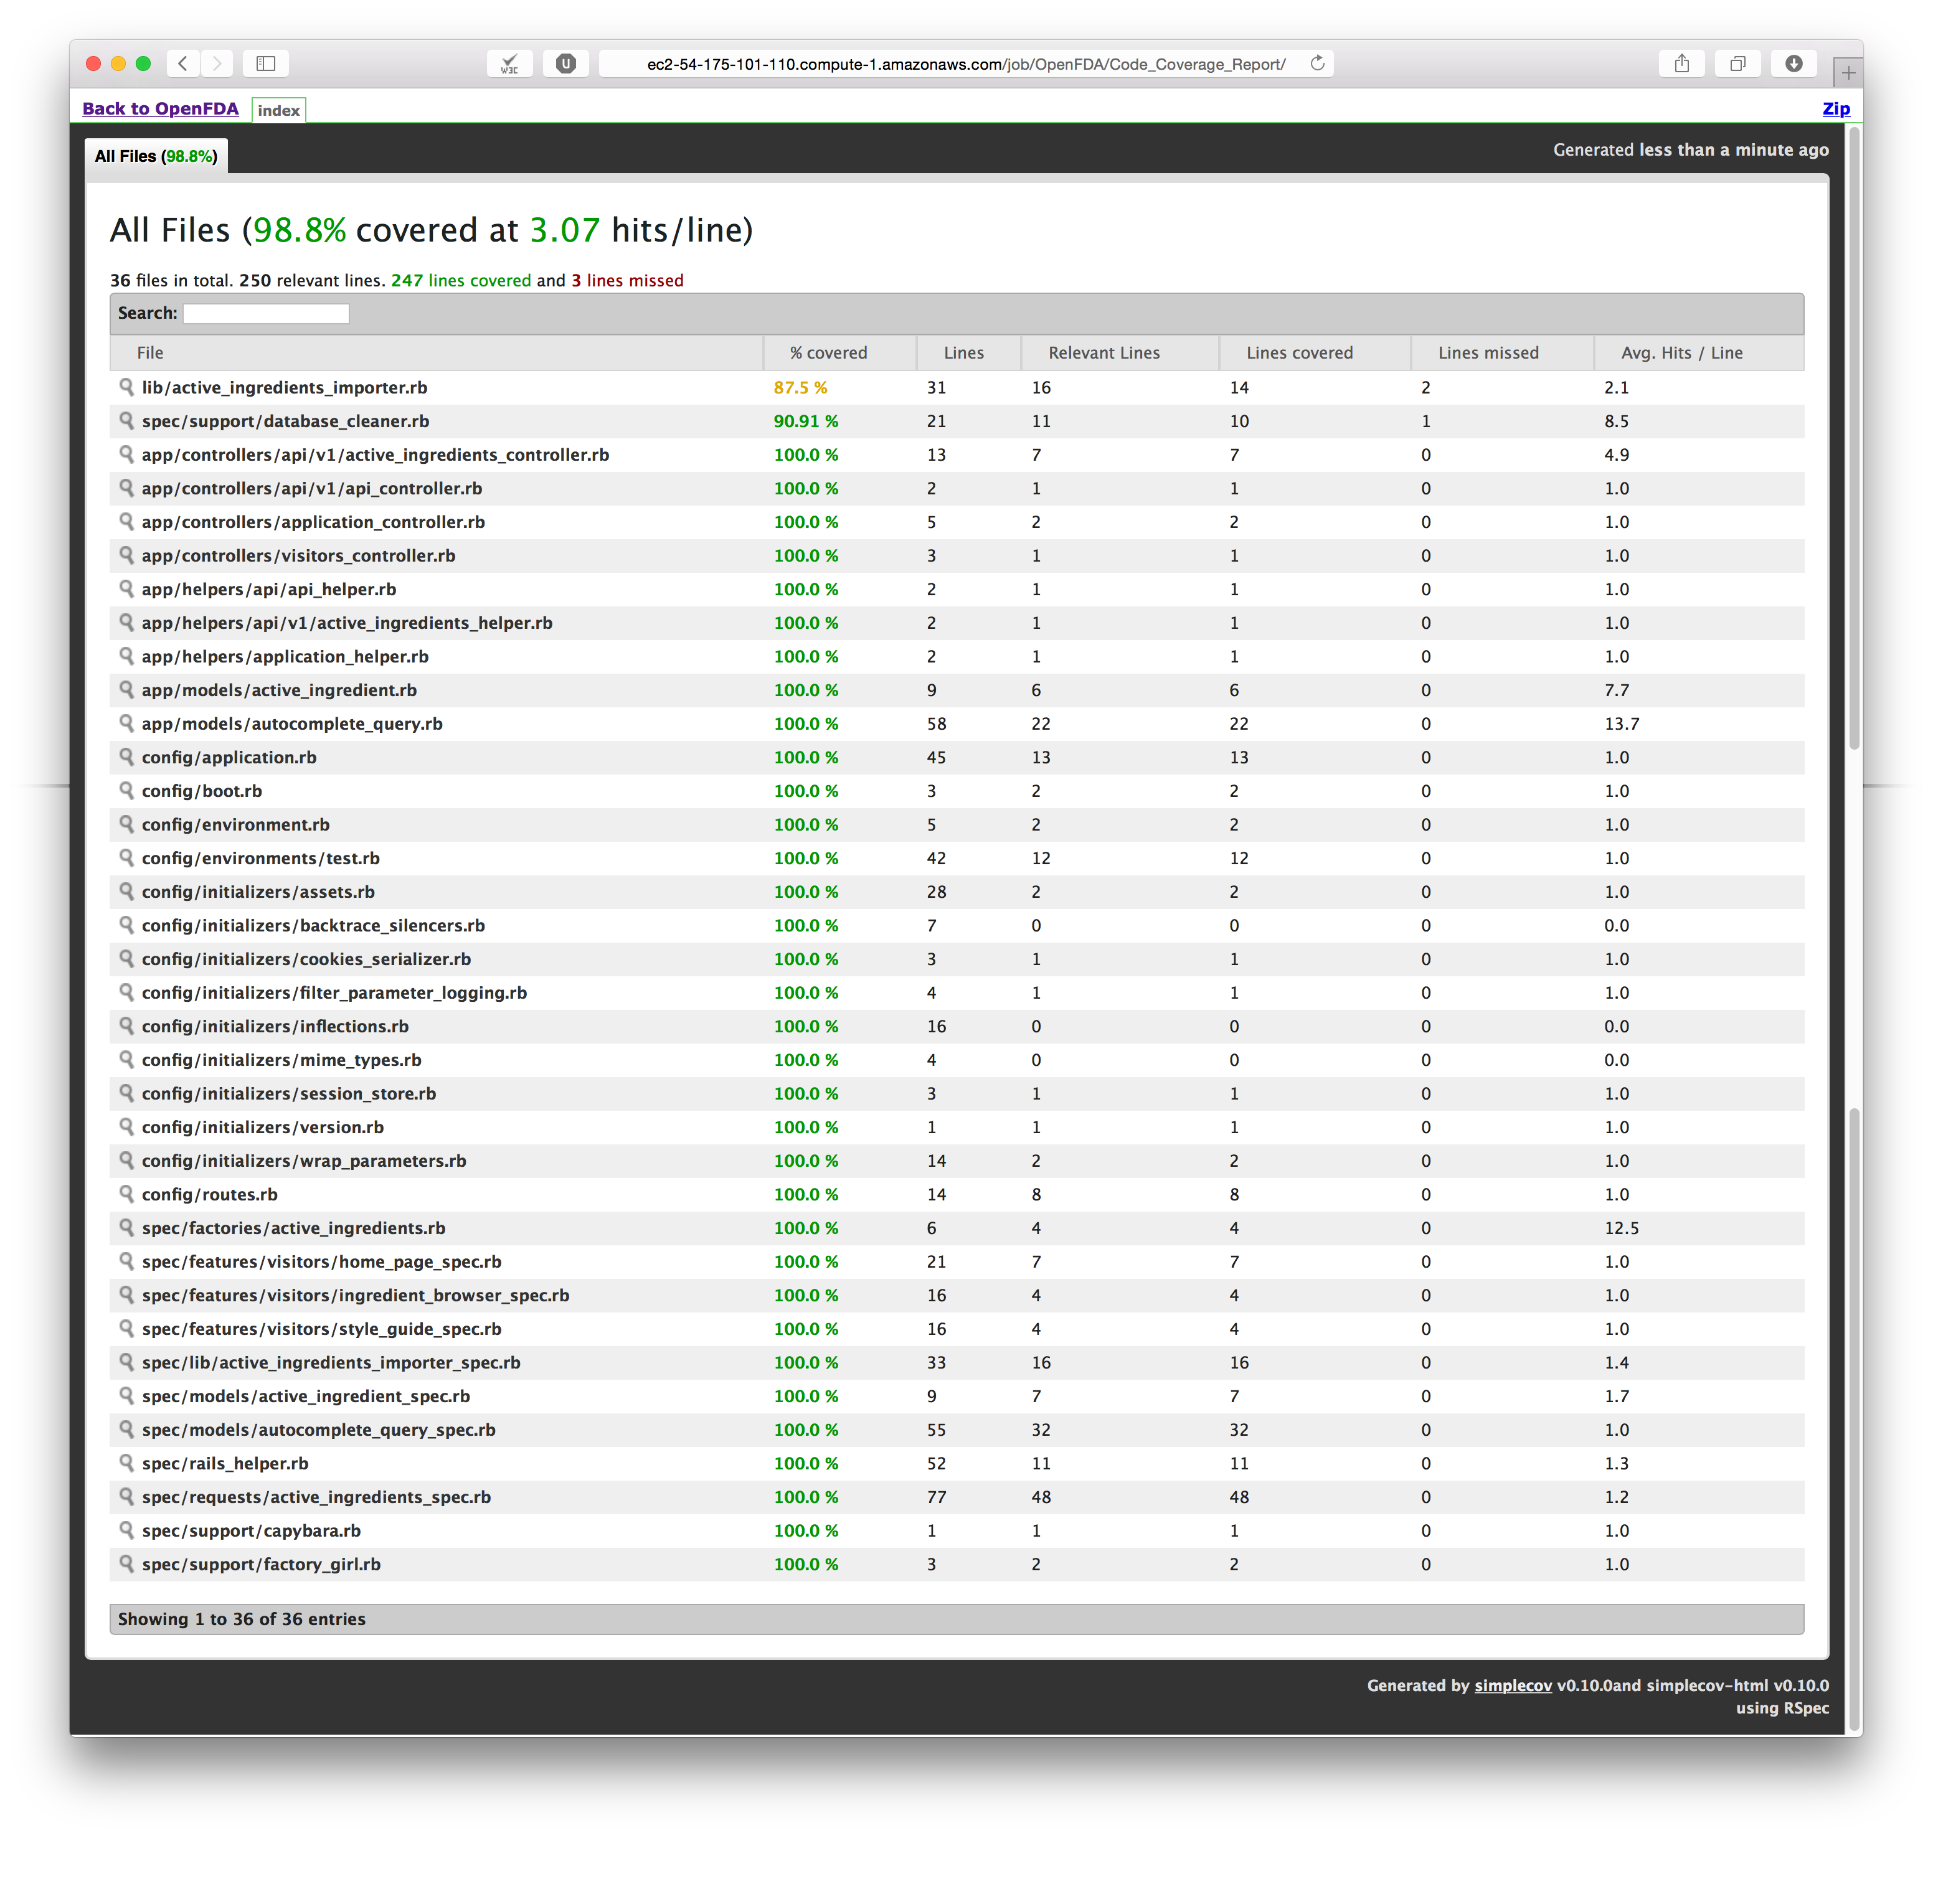 W3C
ec2-54-175-101-110.compute-1.amazonaws.com/job/OpenFDA/Code_Coverage_Report/
Back to OpenFDA index Zip
All Files (98.8%) Generated less than a minute ago
All Files (98.8% covered at 3.07 hits/line)
36 files in total. 250 relevant lines. 247 lines covered and 3 lines missed
Search:
File % covered Lines Relevant Lines Lines covered Lines missed Avg. Hits / Line
lib/active_ingredients_importer.rb 87.5 % 31 16 14 2 2.1
spec/support/database_cleaner.rb 90.91 % 21 11 10 1 8.5
app/controllers/api/v1/active_ingredients_controller.rb 100.0 % 13 7 7 0 4.9
app/controllers/api/v1/api_controller.rb 100.0 % 2 1 1 0 1.0
app/controllers/application_controller.rb 100.0 % 5 2 2 0 1.0
app/controllers/visitors_controller.rb 100.0 % 3 1 1 0 1.0
app/helpers/api/api_helper.rb 100.0 % 2 1 1 0 1.0
app/helpers/api/v1/active_ingredients_helper.rb 100.0 % 2 1 1 0 1.0
app/helpers/application_helper.rb 100.0 % 2 1 1 0 1.0
app/models/active_ingredient.rb 100.0 % 9 6 6 0 7.7
app/models/autocomplete_query.rb 100.0 % 58 22 22 0 13.7
config/application.rb 100.0 % 45 13 13 0 1.0
config/boot.rb 100.0 % 3 2 2 0 1.0
config/environment.rb 100.0 % 5 2 2 0 1.0
config/environments/test.rb 100.0 % 42 12 12 0 1.0
config/initializers/assets.rb 100.0 % 28 2 2 0 1.0
config/initializers/backtrace_silencers.rb 100.0 % 7 0 0 0 0.0
config/initializers/cookies_serializer.rb 100.0 % 3 1 1 0 1.0
config/initializers/filter_parameter_logging.rb 100.0 % 4 1 1 0 1.0
config/initializers/inflections.rb 100.0 % 16 0 0 0 0.0
config/initializers/mime_types.rb 100.0 % 4 0 0 0 0.0
config/initializers/session_store.rb 100.0 % 3 1 1 0 1.0
config/initializers/version.rb 100.0 % 1 1 1 0 1.0
config/initializers/wrap_parameters.rb 100.0 % 14 2 2 0 1.0
config/routes.rb 100.0 % 14 8 8 0 1.0
spec/factories/active_ingredients.rb 100.0 % 6 4 4 0 12.5
spec/features/visitors/home_page_spec.rb 100.0 % 21 7 7 0 1.0
spec/features/visitors/ingredient_browser_spec.rb 100.0 % 16 4 4 0 1.0
spec/features/visitors/style_guide_spec.rb 100.0 % 16 4 4 0 1.0
spec/lib/active_ingredients_importer_spec.rb 100.0 % 33 16 16 0 1.4
spec/models/active_ingredient_spec.rb 100.0 % 9 7 7 0 1.7
spec/models/autocomplete_query_spec.rb 100.0 % 55 32 32 0 1.0
spec/rails_helper.rb 100.0 % 52 11 11 0 1.3
spec/requests/active_ingredients_spec.rb 100.0 % 77 48 48 0 1.2
spec/support/capybara.rb 100.0 % 1 1 1 0 1.0
spec/support/factory_girl.rb 100.0 % 3 2 2 0 1.0
Showing 1 to 36 of 36 entries
Generated by simplecov v0.10.0and simplecov-html v0.10.0
using RSpec